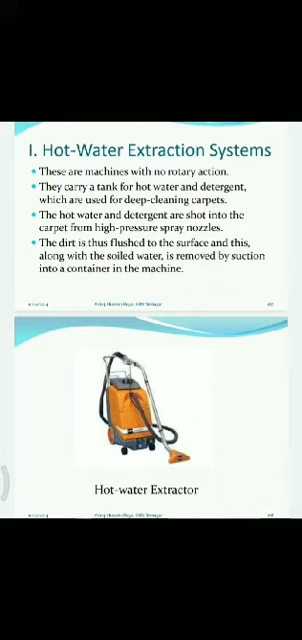 I. Hot-Water Extraction Systems
These are machines with no rotary action.
They carry a tank for hot water and detergent,
which are used for deep-cleaning carpets.
The hot water and detergent are shot into the
carpet from high-pressure spray nozzles.
The dirt is thus flushed to the surface and this,
along with the soiled water, is removed by suction
into a container in the machine.
Hot-water Extractor